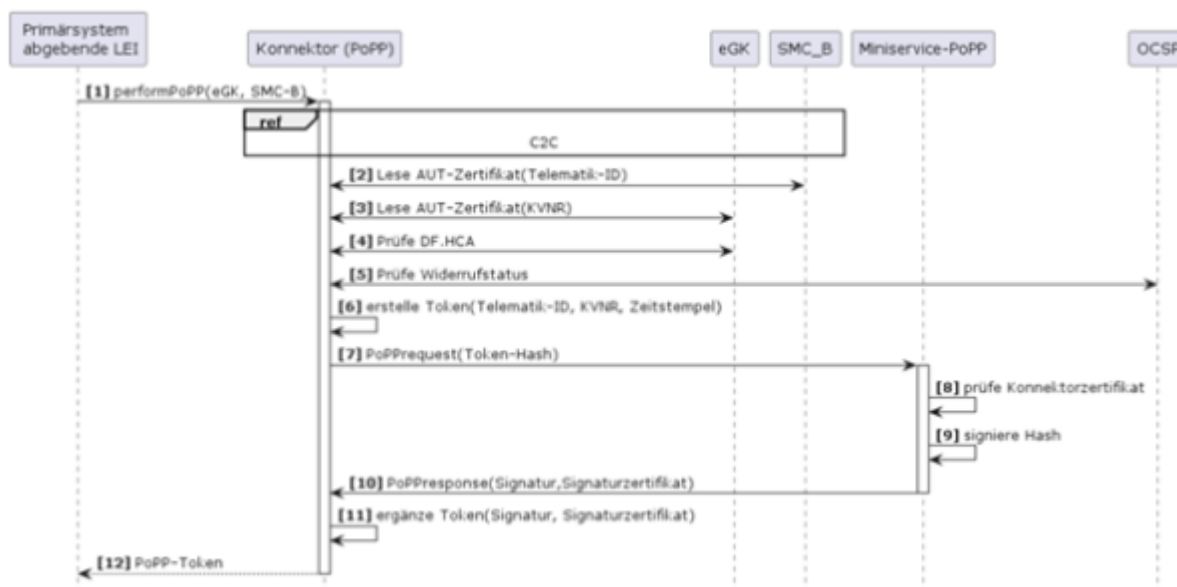 Primärsystem
abgebende LEI
Konnektor (PoPP)
eGK
SMC_B
Miniservice-PoPP
OCSP
[1] performPoPP(eGK, SMC-B)
ref
C2C
[2] Lese AUT-Zertifikat(Telematik-ID)
[3] Lese AUT-Zertifikat(KVNR)
[4] Prüfe DF.HCA
[5] Prüfe Widerrufstatus
[6] erstelle Token(Telematik-ID, KVNR, Zeitstempel)
[7] PoPPrequest(Token-Hash)
[8] prüfe Konnektorzertifikat
[9] signiere Hash
[10] PoPPresponse(Signatur,Signaturzertifikat)
[11] ergänze Token(Signatur, Signaturzertifikat)
[12] PoPP-Token